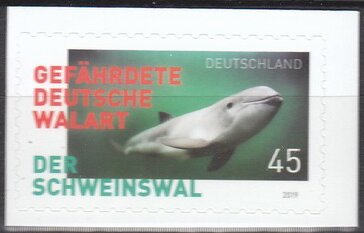 DEUTSCHLAND
GEFÄHRDETE
DEUTSCHE
WALART
DER
SCHWEINSWAL
45
2019